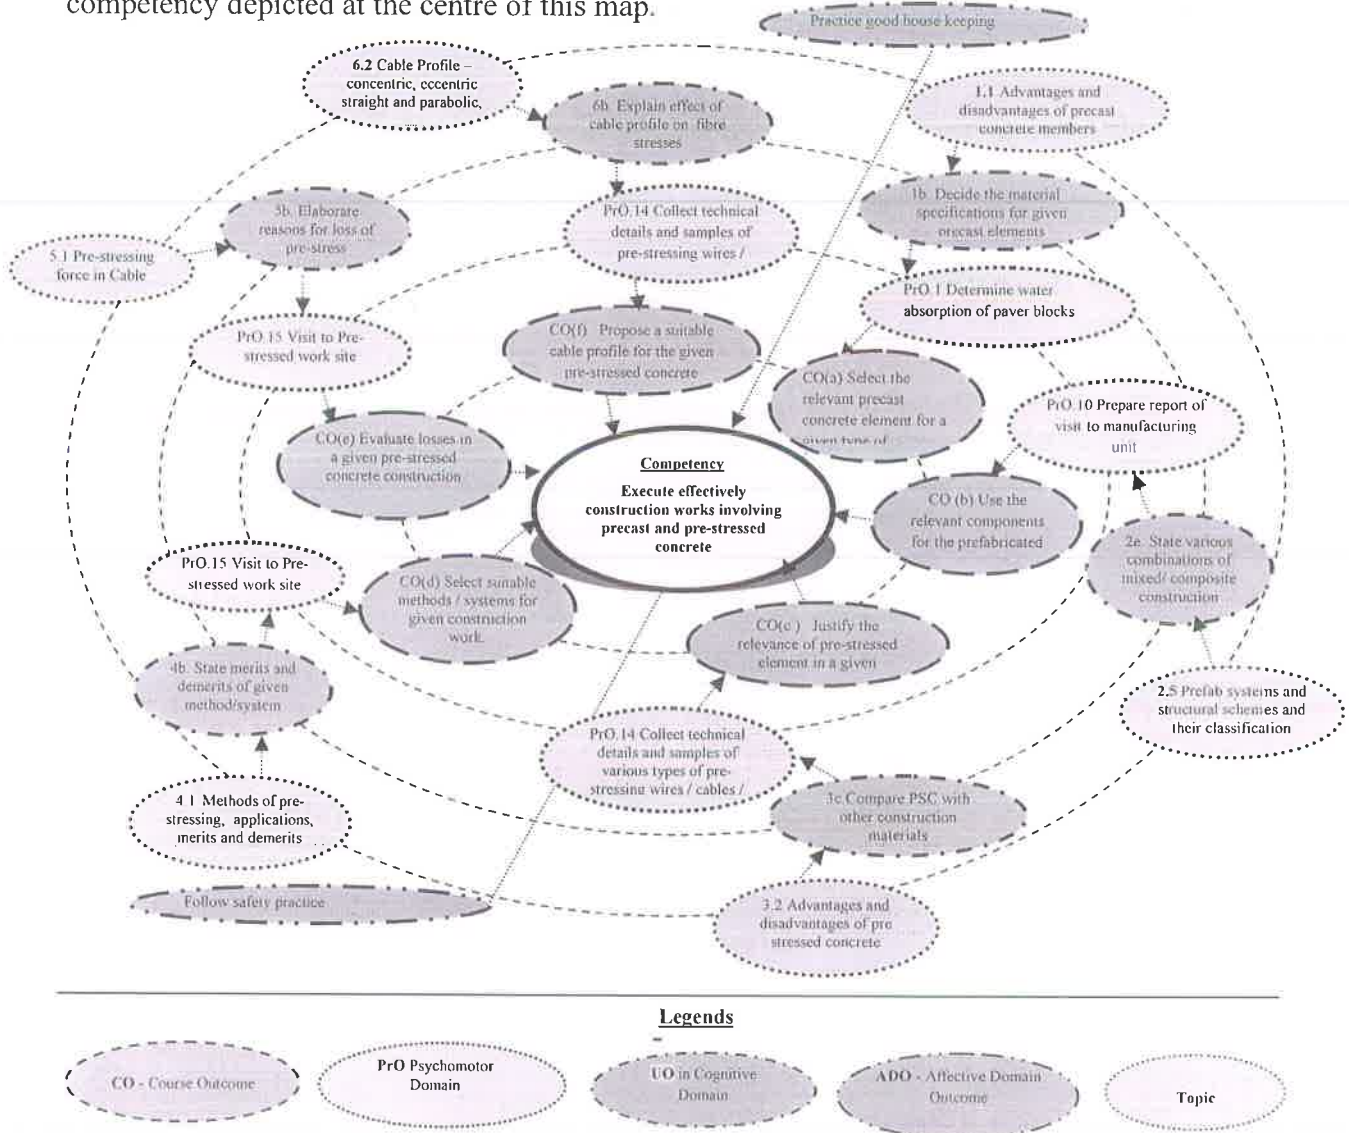 competency depicted at the centre of this map.
Practice good house keeping
6.2 Cable Profile –
concentric, eccentric
straight and parabolic,
....
6b. Explain effect of
cable profile on fibre
stresses
1.1 Advantages and
disadvantages of precast
concrete members
5b. Elaborate
reasons for loss of
pre-stress
PrO.14 Collect technical
details and samples of
pre-stressing wires /
1b. Decide the material
specifications for given
precast elements
5.1 Pre-stressing
force in Cable
PrO.1 Determine water
absorption of paver blocks
PrO.15 Visit to Pre-
stressed work site
CO(f) Propose a suitable
cable profile for the given
pre-stressed concrete
CO(a) Select the
relevant precast
concrete element for a
given type of
PrO.10 Prepare report of
visit to manufacturing
unit
CO(e) Evaluate losses in
a given pre-stressed
concrete construction
Competency
Execute effectively
construction works involving
precast and pre-stressed
concrete
CO (b) Use the
relevant components
for the prefabricated
2e. State various
combinations of
mixed/ composite
construction
PrO.15 Visit to Pre-
stressed work site
CO(d) Select suitable
methods / systems for
given construction
work.
CO(c ) Justify the
relevance of pre-stressed
element in a given
4b. State merits and
demerits of given
method/system
2.5 Prefab systems and
structural schemes and
their classification
PrO.14 Collect technical
details and samples of
various types of pre-
stressing wires / cables /
4.1 Methods of pre-
stressing, applications,
merits and demerits
3c.Compare PSC with
other construction
materials
Follow safety practice
3.2 Advantages and
disadvantages of pre
stressed concrete
Legends
CO - Course Outcome
PrO Psychomotor
Domain
UO in Cognitive
Domain
ADO - Affective Domain
Outcome
Topic